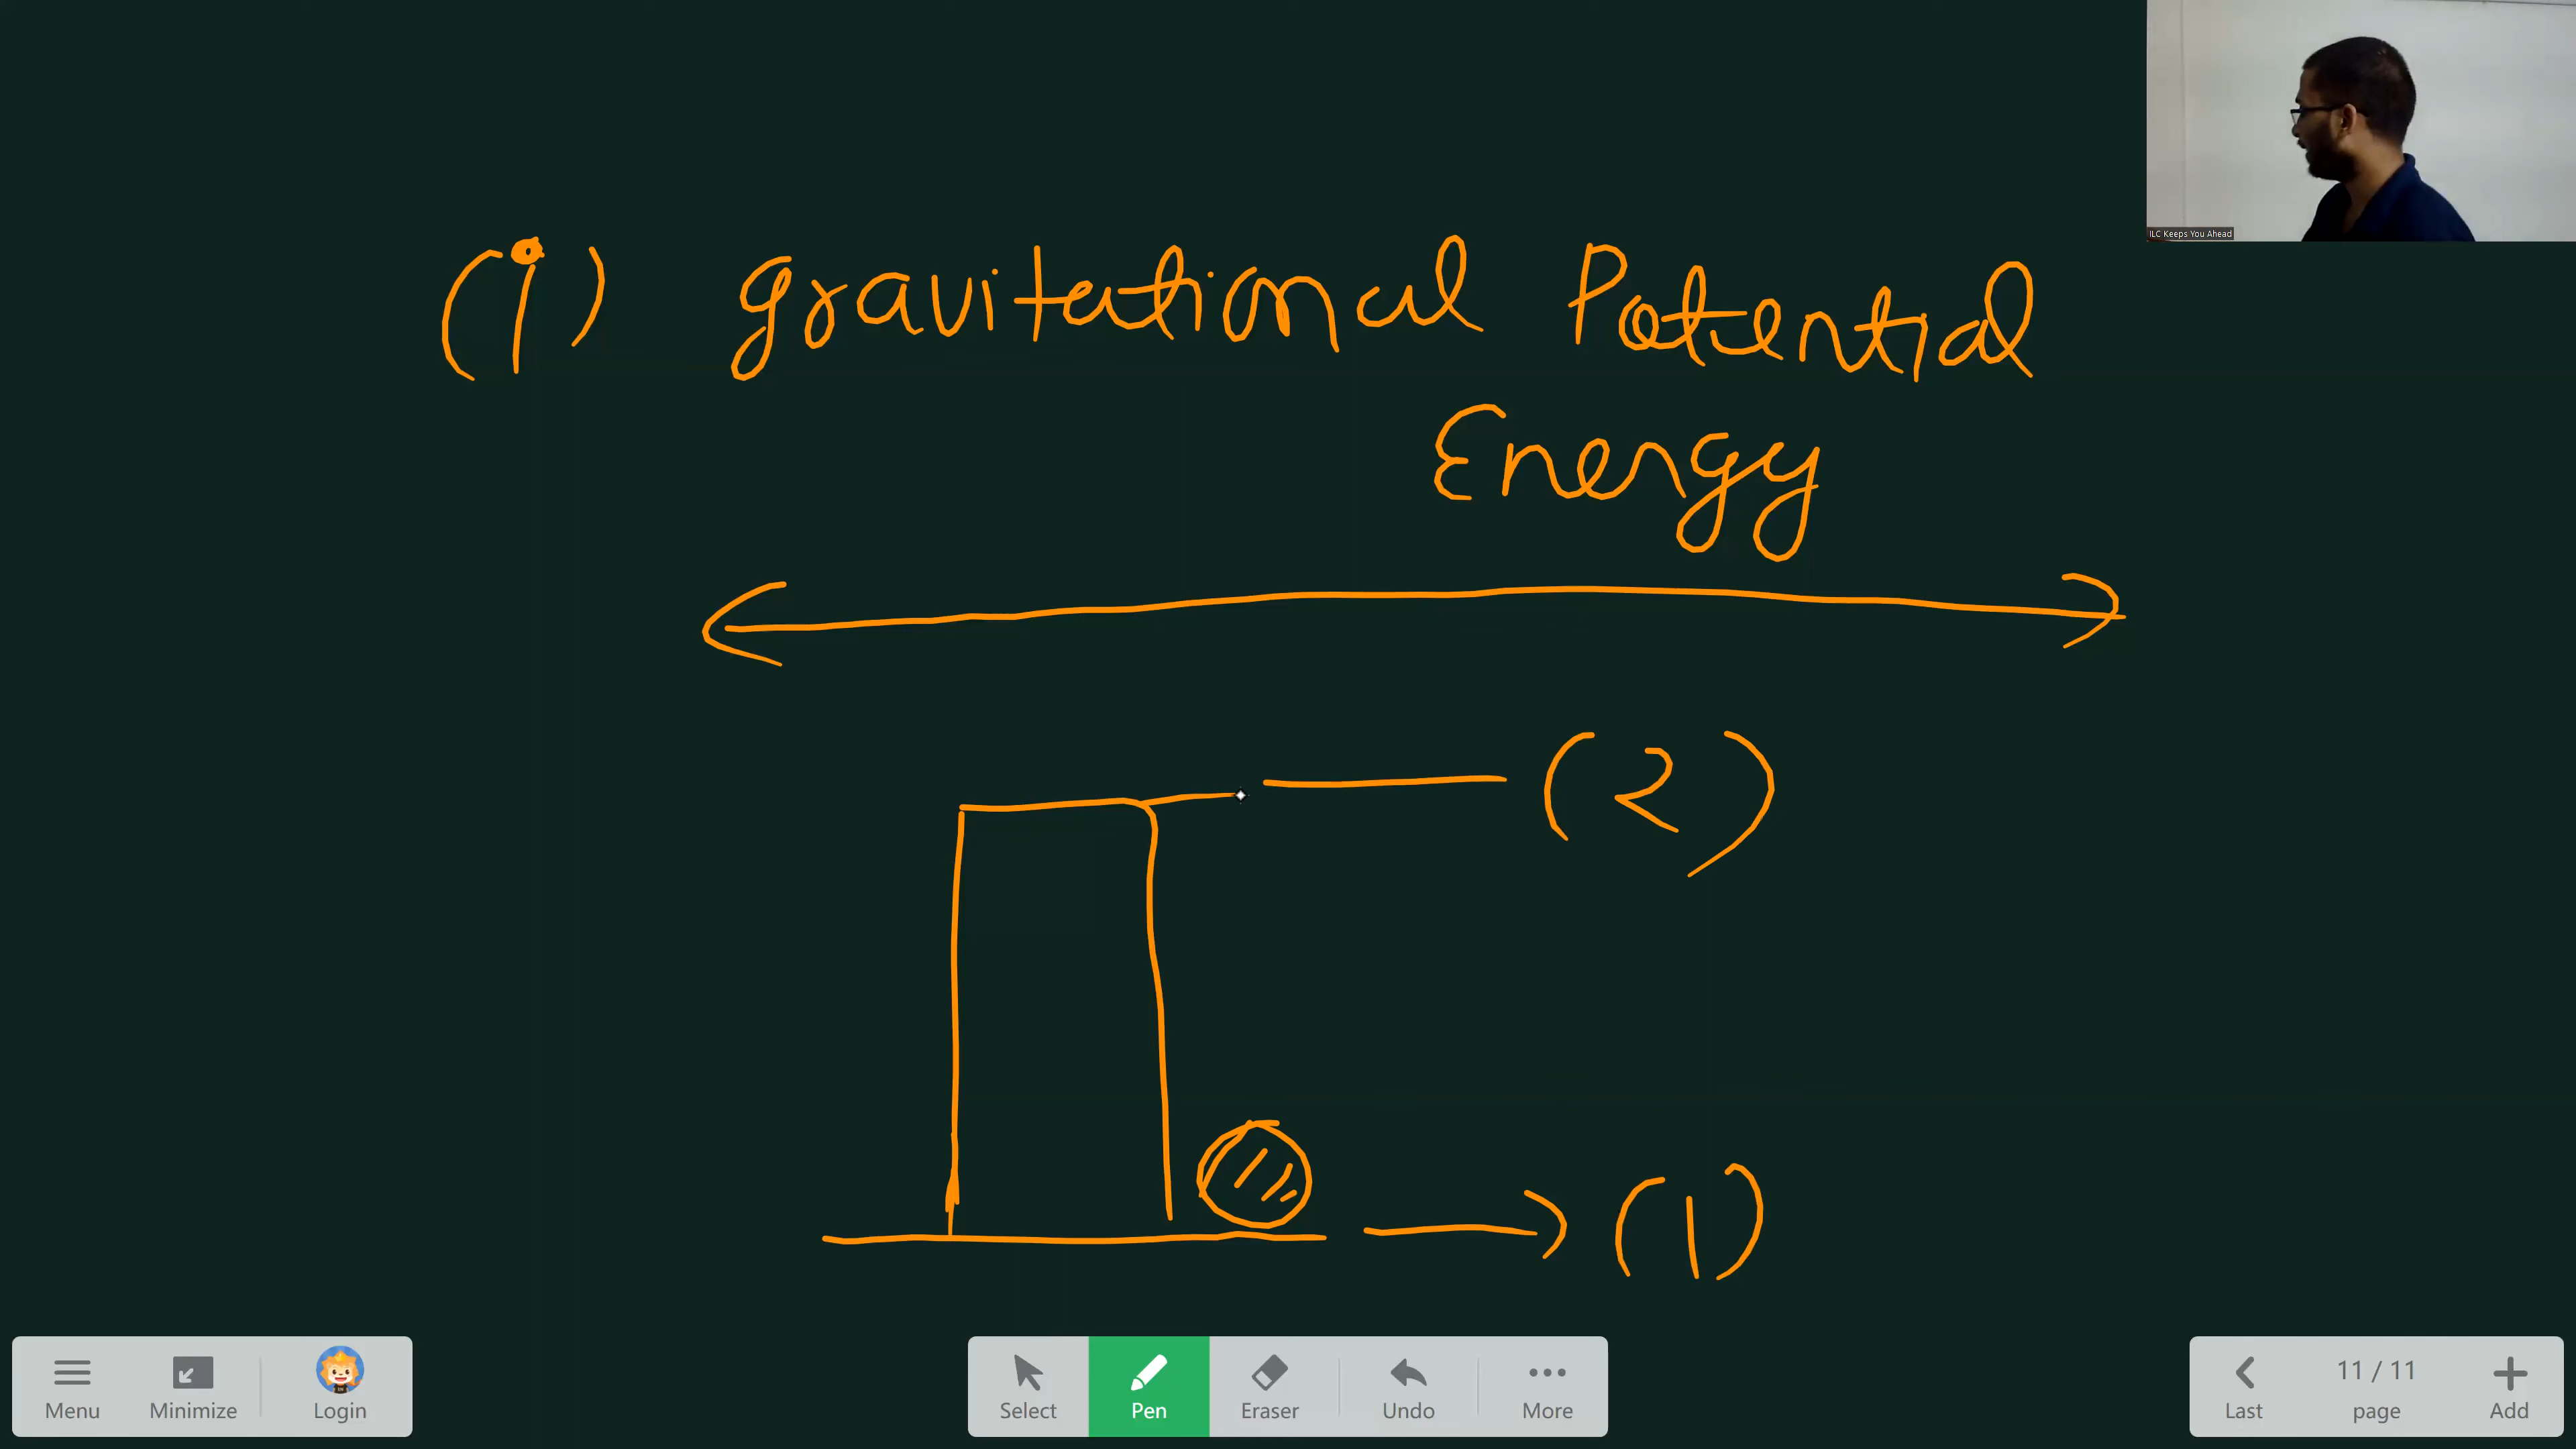 ILC Keeps You Ahead
(i) Gravitational Potential
Energy
(2)
(1)
Menu
Minimize
Login
Select
Pen
Eraser
Undo
More
Last
11 / 11
page
Add